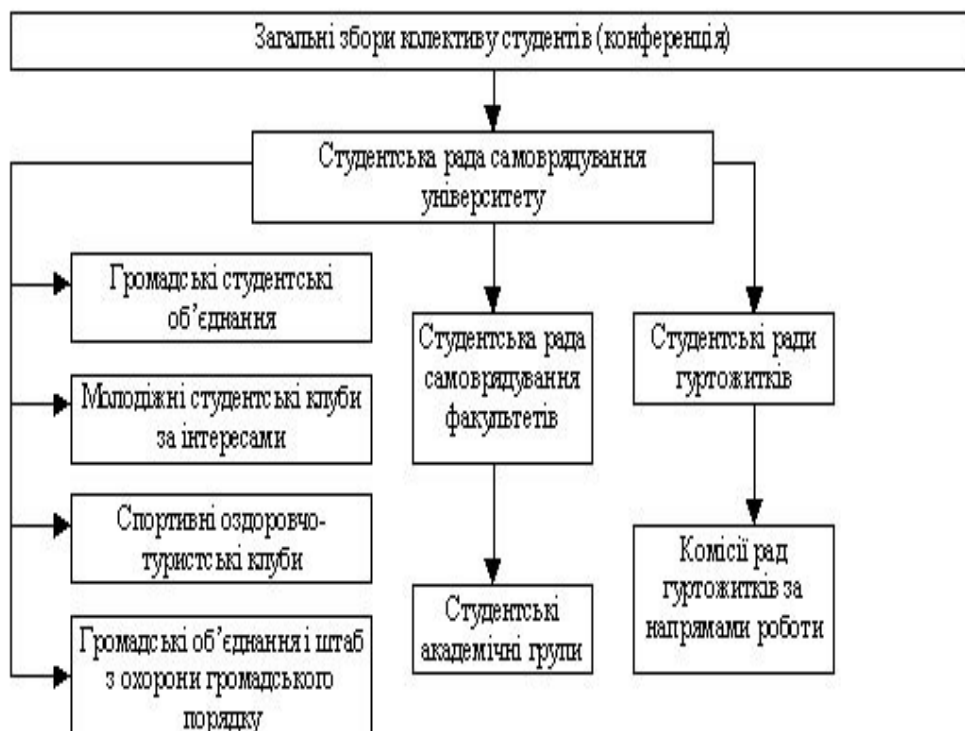 Загальні збори колективу студентів (конференція)
Студентська рада самоврядування
університету
Громадські студентські
об’єднання
Молодіжні студентські клуби
за інтересами
Спортивні оздоровчо-
туристські клуби
Громадські об’єднання і штаб
з охорони громадського
порядку
Студентська рада
самоврядування
факультетів
Студентські
академічні групи
Студентські ради
гуртожитків
Комісії рад
гуртожитків за
напрямами роботи